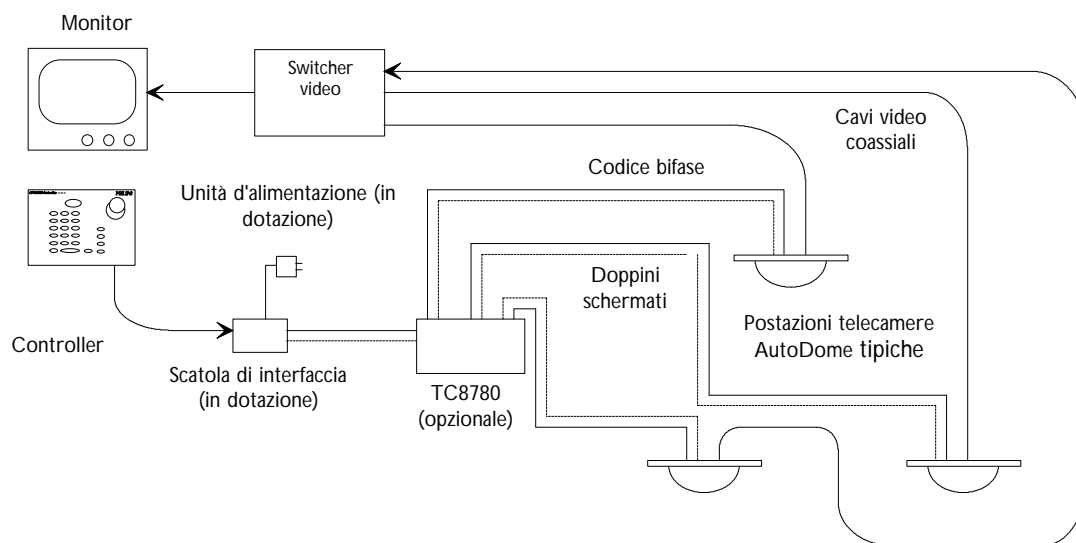 Monitor
Switcher
video
Cavi video
coassiali
Codice bifase
Unità d'alimentazione (in
dotazione)
Doppini
schermati
Postazioni telecamere
AutoDome tipiche
Controller
Scatola di interfaccia
(in dotazione)
TC8780
(opzionale)